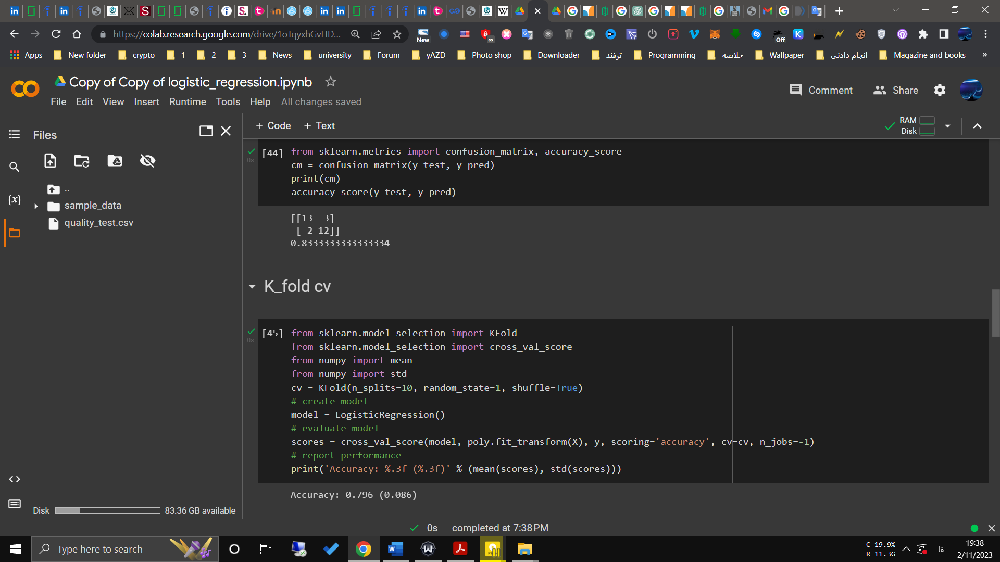 https://colab.research.google.com/drive/1oTqyxhGvHD...
New
Off
Apps
New folder
crypto
1
2
3
News
university
Forum
yAZD
Photo shop
Downloader
ترفند
Programming
خلاصه
Wallpaper
انجام دادنی
Magazine and books
»
Copy of Copy of logistic_regression.ipynb
File Edit View Insert Runtime Tools Help All changes saved
Comment
Share
Files
+ Code + Text
RAM
Disk
..
sample_data
quality_test.csv
{x}
0s
[44] from sklearn.metrics import confusion_matrix, accuracy_score
cm = confusion_matrix(y_test, y_pred)
print(cm)
accuracy_score(y_test, y_pred)
[[13  3]
[ 2 12]]
0.8333333333333334
K_fold cv
0s
[45] from sklearn.model_selection import KFold
from sklearn.model_selection import cross_val_score
from numpy import mean
from numpy import std
cv = KFold(n_splits=10, random_state=1, shuffle=True)
# create model
model = LogisticRegression()
# evaluate model
scores = cross_val_score(model, poly.fit_transform(X), y, scoring='accuracy', cv=cv, n_jobs=-1)
# report performance
print('Accuracy: %.3f (%.3f)' % (mean(scores), std(scores)))
Accuracy: 0.796 (0.086)
Disk 83.36 GB available
0s completed at 7:38 PM
Type here to search
C 19.9%
R 11.3G
فا
19:38
2/11/2023